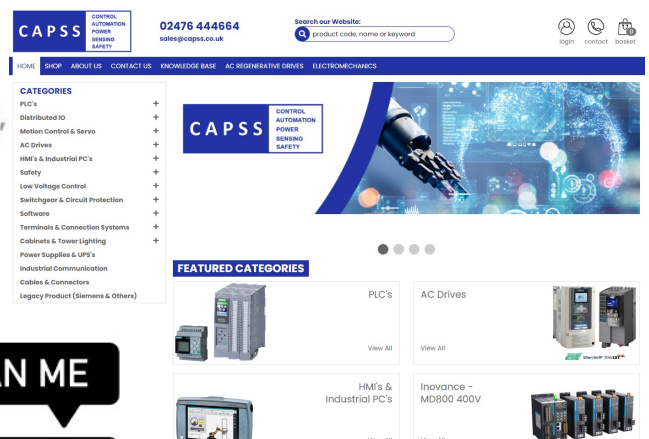 CAPSS
CONTROL
AUTOMATION
POWER
SENSING
SAFETY
02476 444664
sales@capss.co.uk
Search our Website:
product code, name or keyword
login
contact
basket
0
HOME SHOP ABOUT US CONTACT US KNOWLEDGE BASE AC REGENERATIVE DRIVES ELECTROMECHANICS
CATEGORIES
PLC's +
Distributed IO +
Motion Control & Servo +
AC Drives +
HMI's & Industrial PC's +
Safety +
Low Voltage Control +
Switchgear & Circuit Protection +
Software +
Terminals & Connection Systems +
Cabinets & Tower Lighting +
Power Supplies & UPS's
Industrial Communication
Cables & Connectors
Legacy Product (Siemens & Others)
CAPSS
CONTROL
AUTOMATION
POWER
SENSING
SAFETY
FEATURED CATEGORIES
PLC's
View All
AC Drives
View All
HMI's &
Industrial PC's
Inovance -
MD800 400V
AN ME